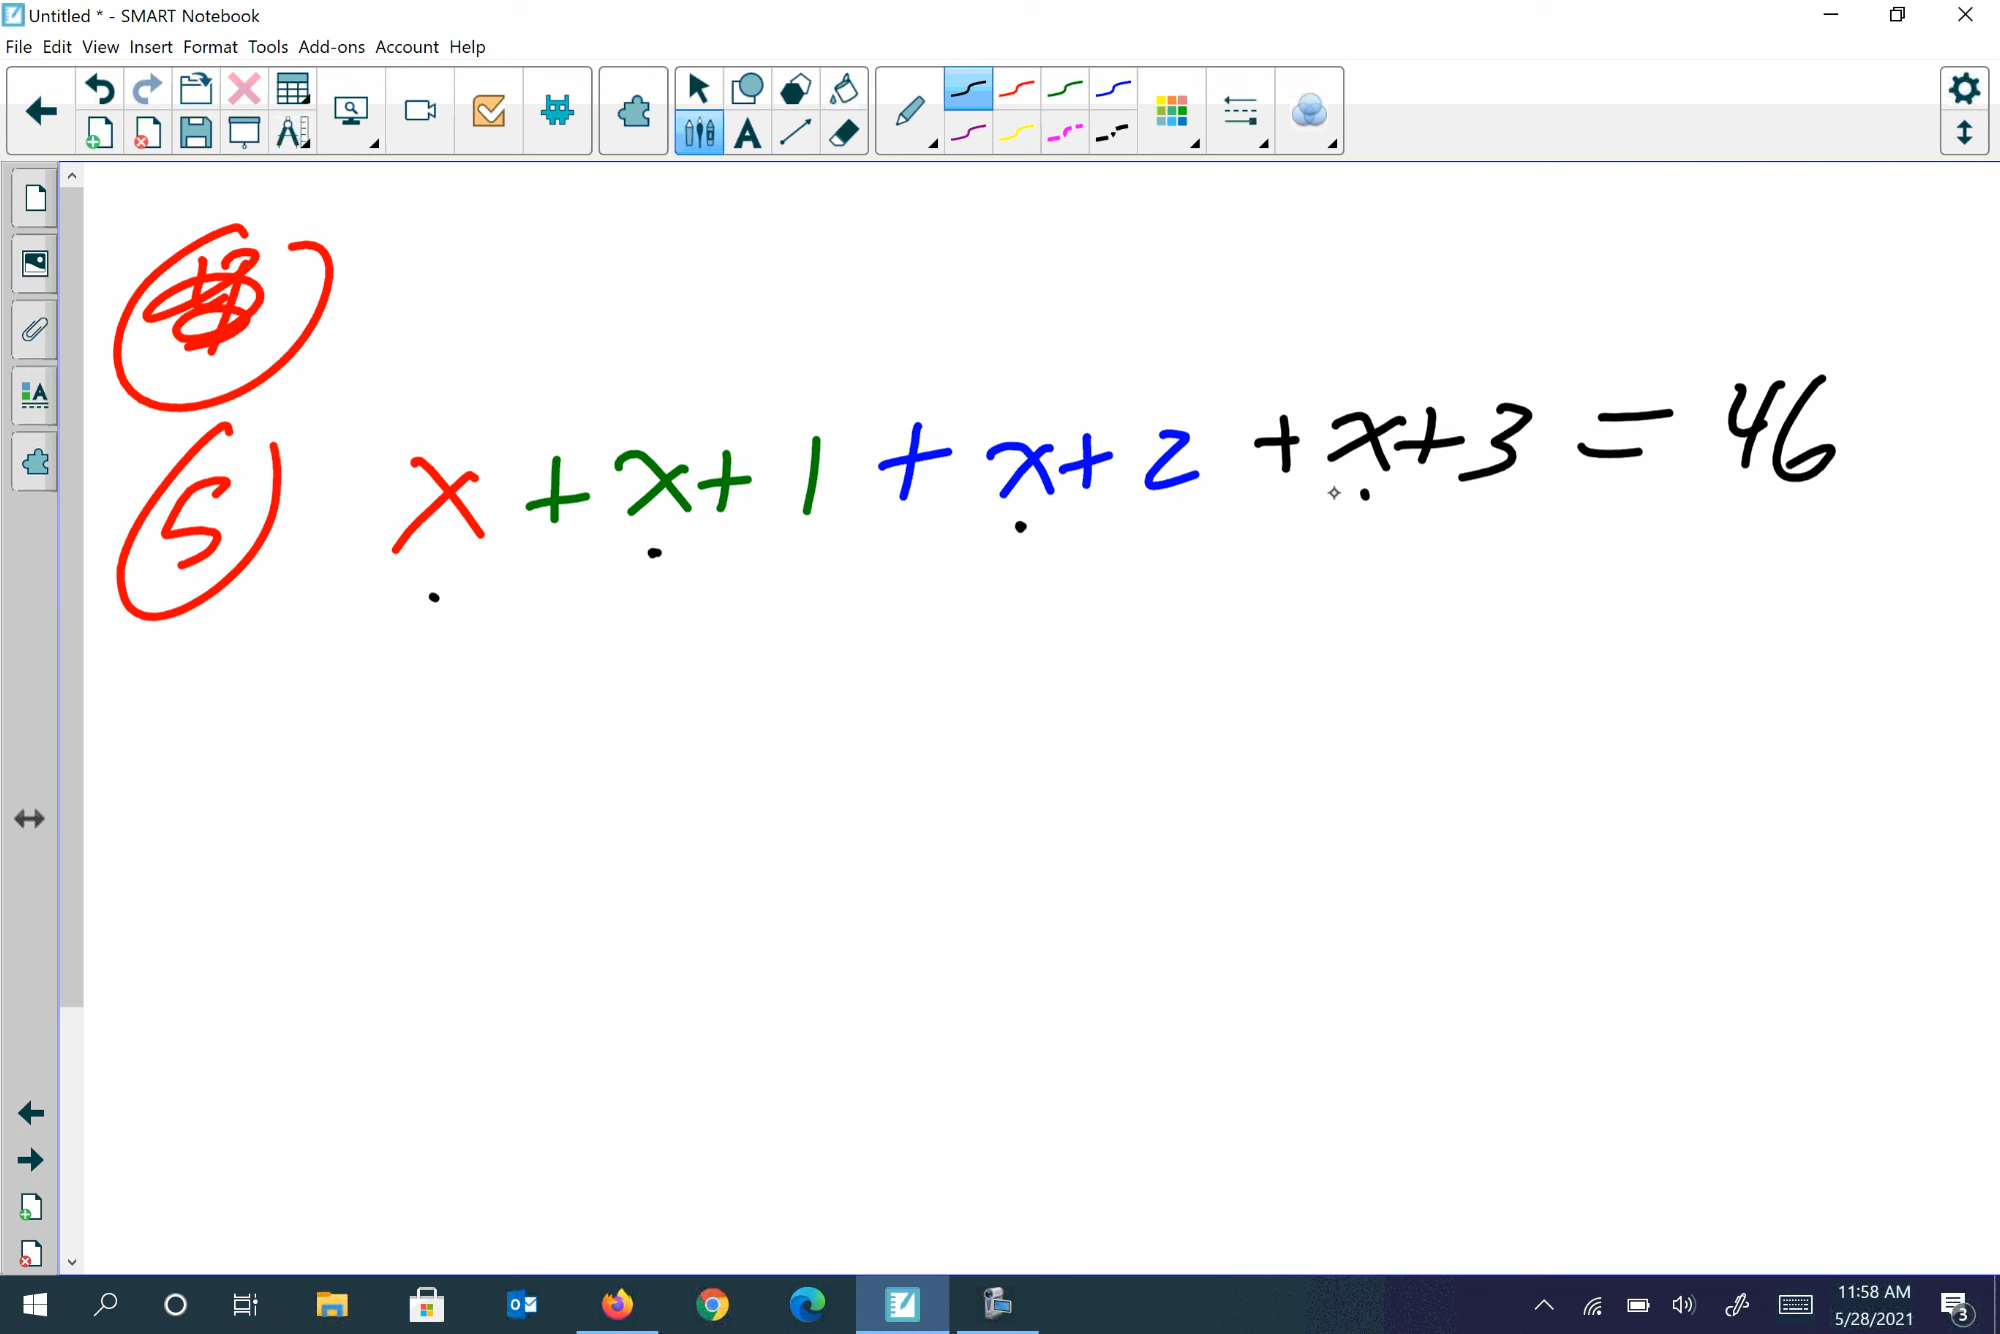 Untitled * - SMART Notebook
File Edit View Insert Format Tools Add-ons Account Help
5 x + x + 1 + x + 2 + x + 3 = 46
11:58 AM
5/28/2021
3